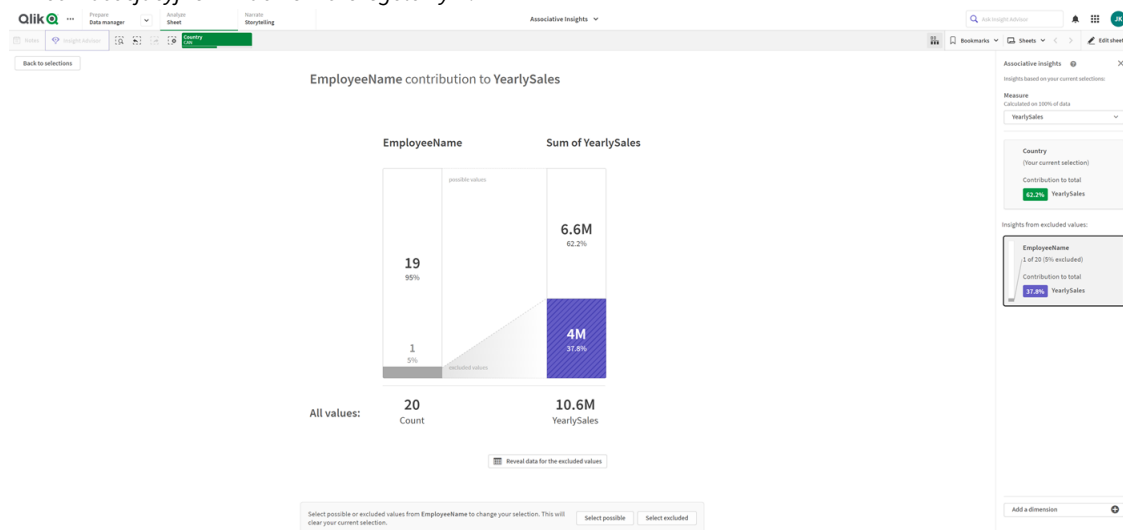 Qlik
Prepare
Data manager
Analyze
Sheet
Narrate
Storytelling
Associative Insights
Ask Insight Advisor
JK
Notes
Insight Advisor
Country
Bookmarks
Sheets
Edit sheet
Back to selections
EmployeeName contribution to YearlySales
EmployeeName
Sum of YearlySales
possible values
6.6M
62.2%
19
95%
4M
37.8%
1
5%
excluded values
All values:
20
Count
10.6M
YearlySales
Reveal data for the excluded values
Select possible or excluded values from EmployeeName to change your selection. This will
clear your current selection.
Select possible
Select excluded
Associative insights
Insights based on your current selections:
Measure
Calculated on 100% of data
YearlySales
Country
(Your current selection)
Contribution to total
62.2% YearlySales
Insights from excluded values:
EmployeeName
1 of 20 (5% excluded)
Contribution to total
37.8% YearlySales
Add a dimension